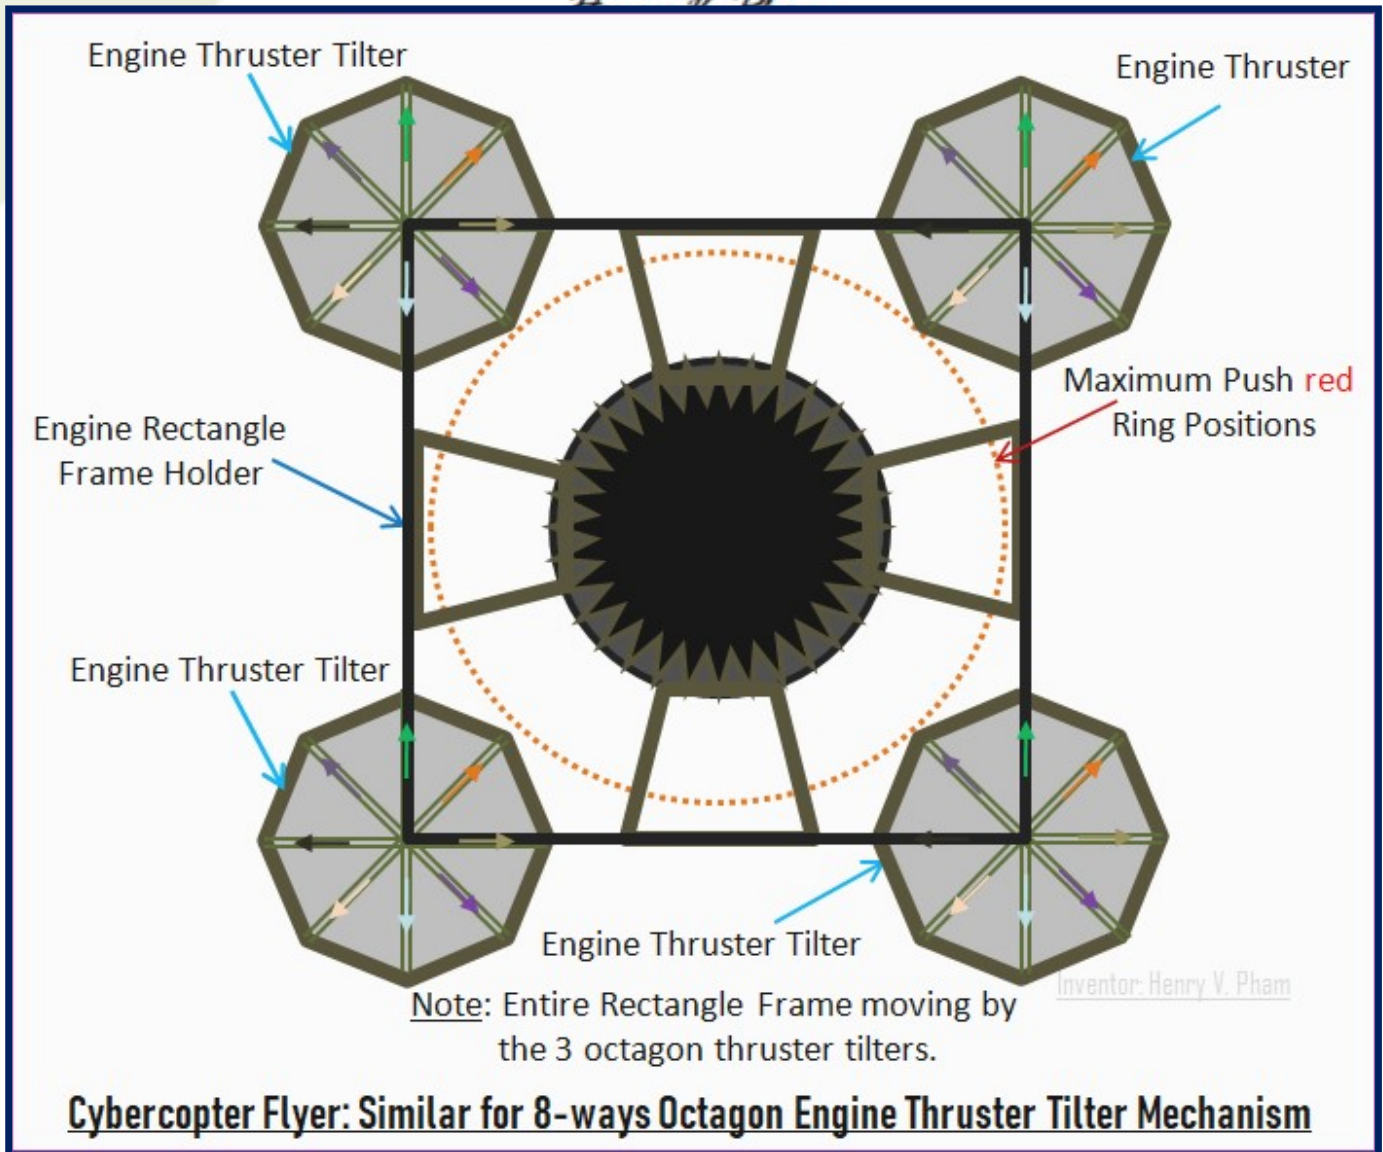 Engine Thruster Tilter
Engine Thruster
Maximum Push red
Ring Positions
Engine Rectangle
Frame Holder
Engine Thruster Tilter
Engine Thruster Tilter
Inventor: Henry V. Pham
Note: Entire Rectangle Frame moving by
the 3 octagon thruster tilters.
Cybercopter Flyer: Similar for 8-ways Octagon Engine Thruster Tilter Mechanism